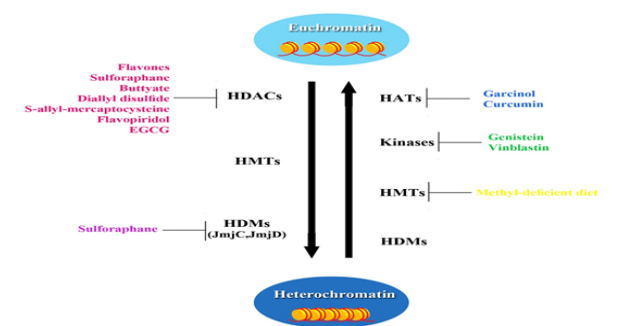 Euchromatin
Flavones
Sulforaphane
Buttyate
Diallyl disulfide
S-allyl-mercaptocysteine
Flavopiridol
EGCG
HDACs
HMTs
Sulforaphane
HDMs
(JmjC,JmjD)
HATs
Garcinol
Curcumin
Kinases
Genistein
Vinblastin
HMTs
Methyl-deficient diet
HDMs
Heterochromatin